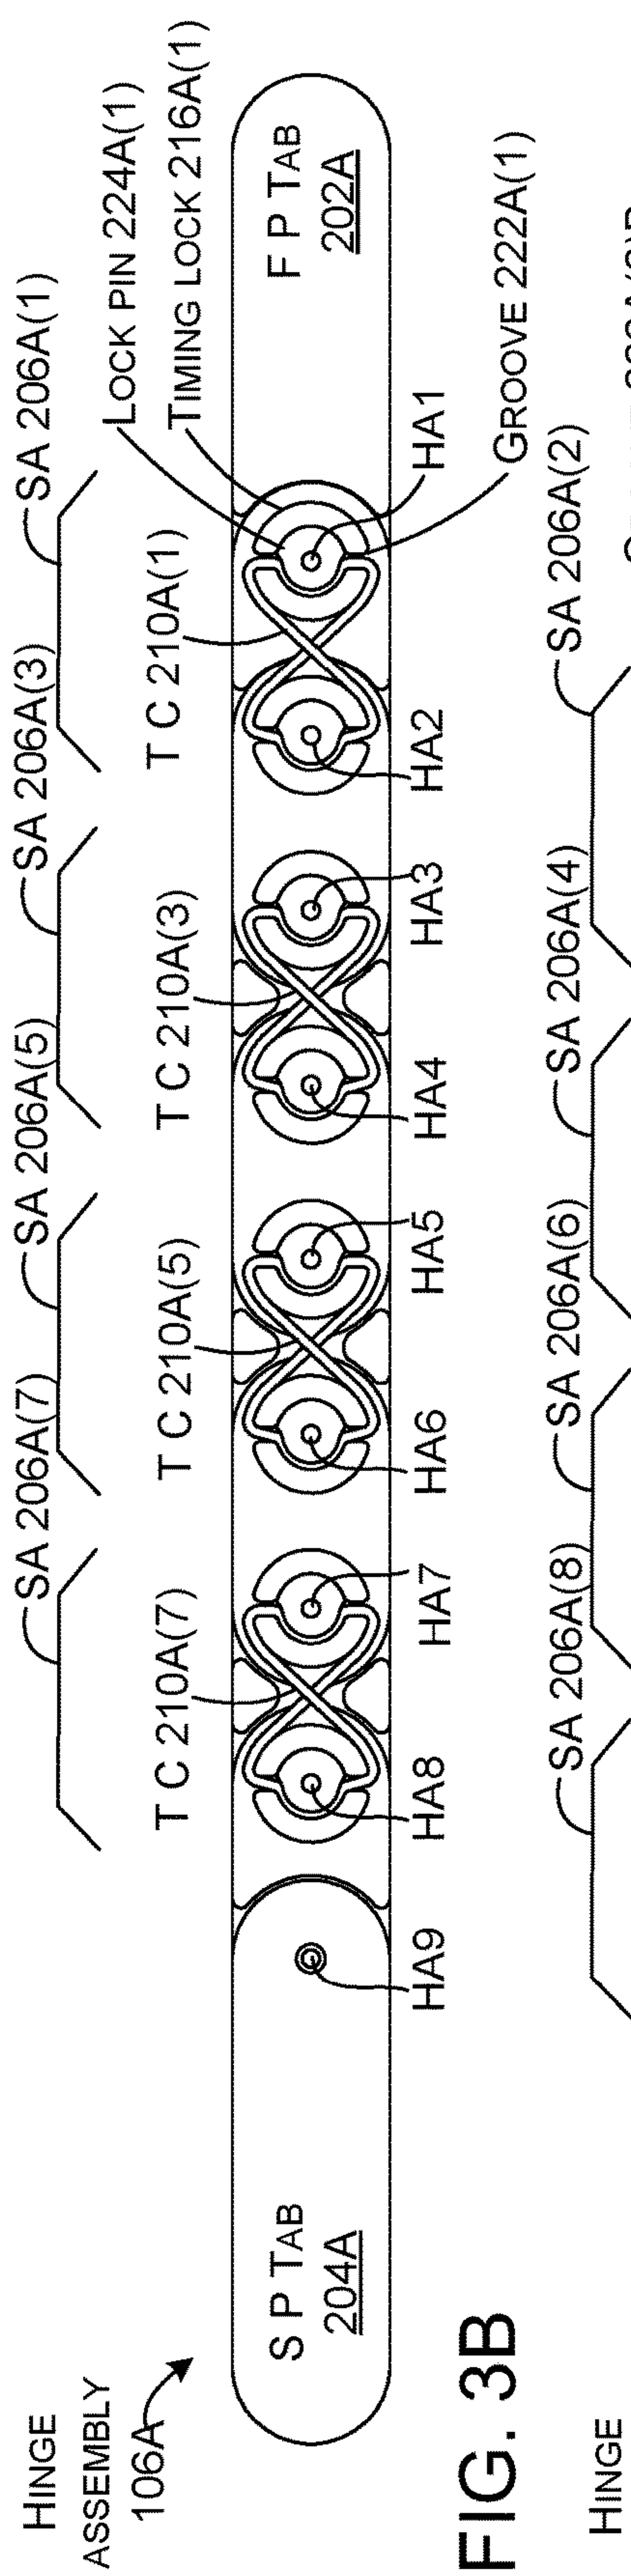 HINGE
ASSEMBLY
106A
SA 206A(7)
SA 206A(5)
SA 206A(3)
SA 206A(1)
T C 210A(7)
T C 210A(5)
T C 210A(3)
T C 210A(1)
LOCK PIN 224A(1)
TIMING LOCK 216A(1)
S P TAB
204A
F P TAB
202A
HA9
HA8
HA7
HA6
HA5
HA4
HA3
HA2
HA1
GROOVE 222A(1)
FIG. 3B
SA 206A(8)
SA 206A(6)
SA 206A(4)
SA 206A(2)
HINGE